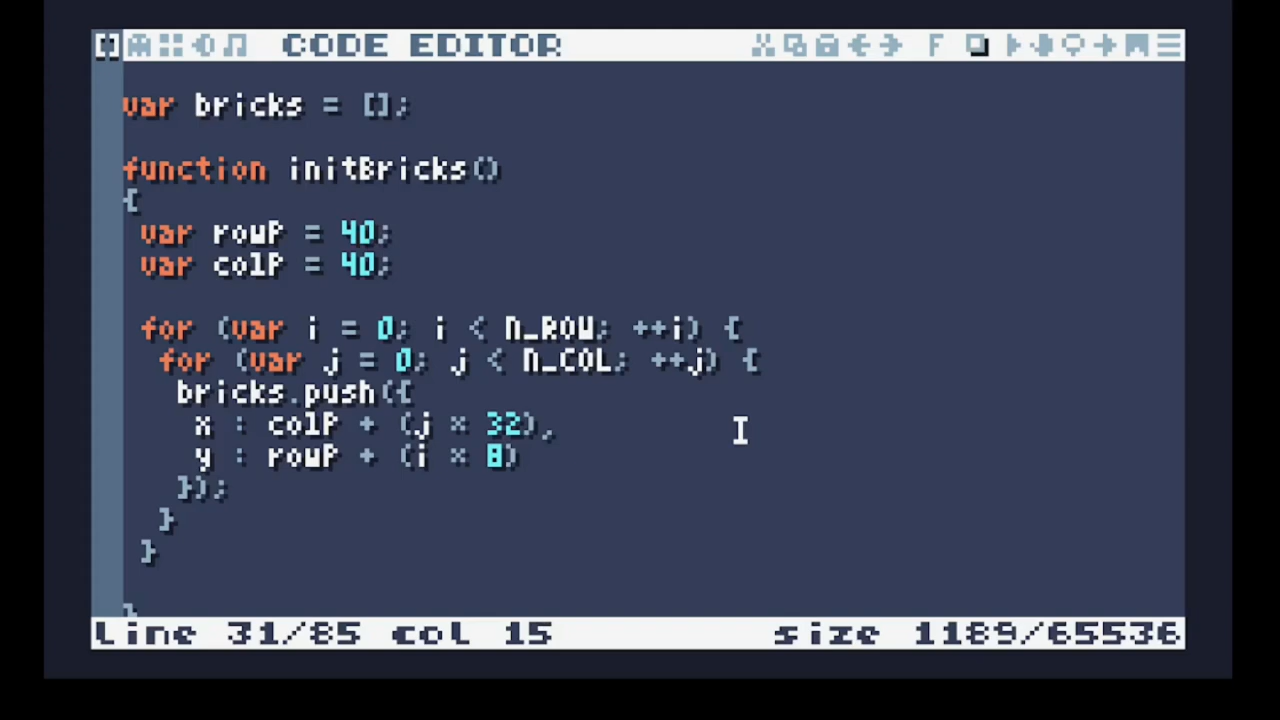 CODE EDITOR F
var bricks = [];
function initBricks()
{
var rowP = 40;
var colP = 40;
for (var i = 0; i < N_ROW; ++i) {
for (var j = 0; j < N_COL; ++j) {
bricks.push({
x : colP + (j * 32),
y : rowP + (i * 8)
});
}
}
}
line 31/85 col 15 size 1189/65536